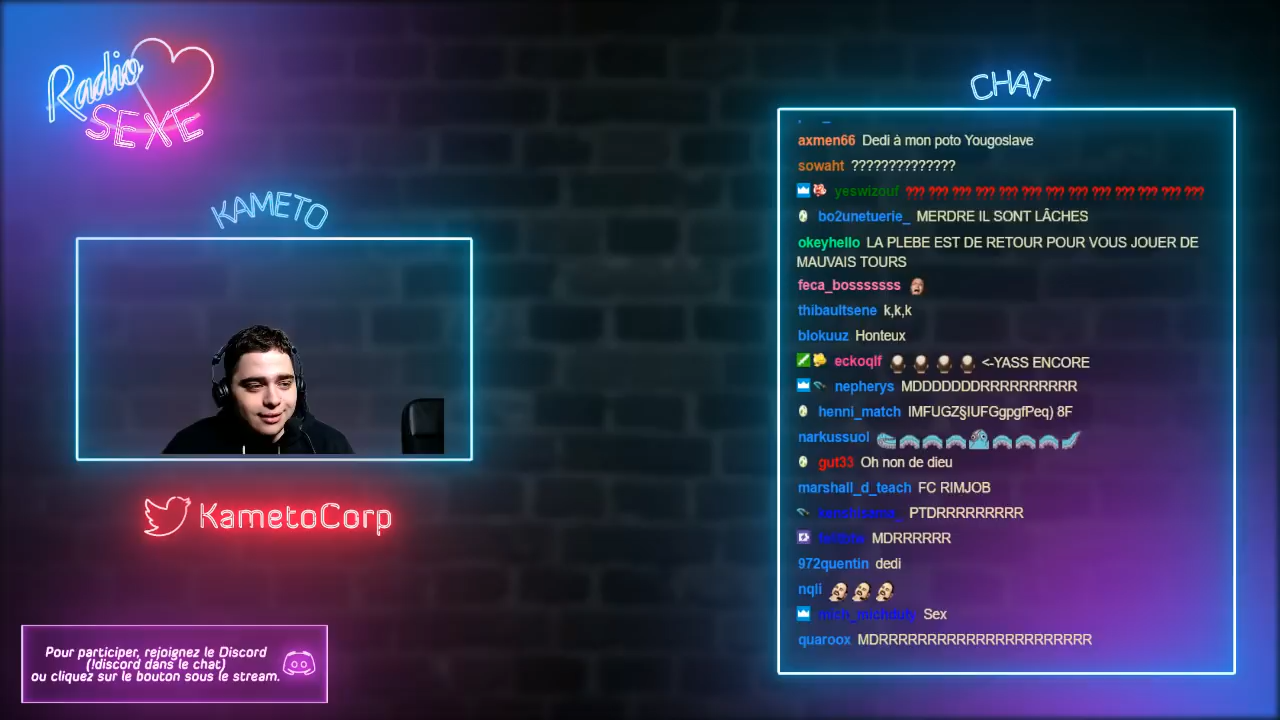 Radio
SEXE
KAMETO
KametoCorp
Pour participer, rejoignez le Discord
(!discord dans le chat)
ou cliquez sur le bouton sous le stream.
CHAT
axmen66 Dedi à mon poto Yougoslave
sowaht ??????????????
yeswizouf ??? ??? ??? ??? ??? ??? ??? ??? ??? ??? ??? ??? ???
bo2unetuerie_ MERDRE IL SONT LÂCHES
okeyhello LA PLEBE EST DE RETOUR POUR VOUS JOUER DE
MAUVAIS TOURS
feca_bosssssss
thibaultsene k,k,k
blokuuz Honteux
eckoqlf <-YASS ENCORE
nepherys MDDDDDDDRRRRRRRRRR
henni_match IMFUGZ§IUFGgpgfPeq) 8F
narkussuol
gut33 Oh non de dieu
marshall_d_teach FC RIMJOB
PTDRRRRRRRRR
MDRRRRRR
972quentin dedi
nqli
mich_michduty Sex
quaroox MDRRRRRRRRRRRRRRRRRRRRRR